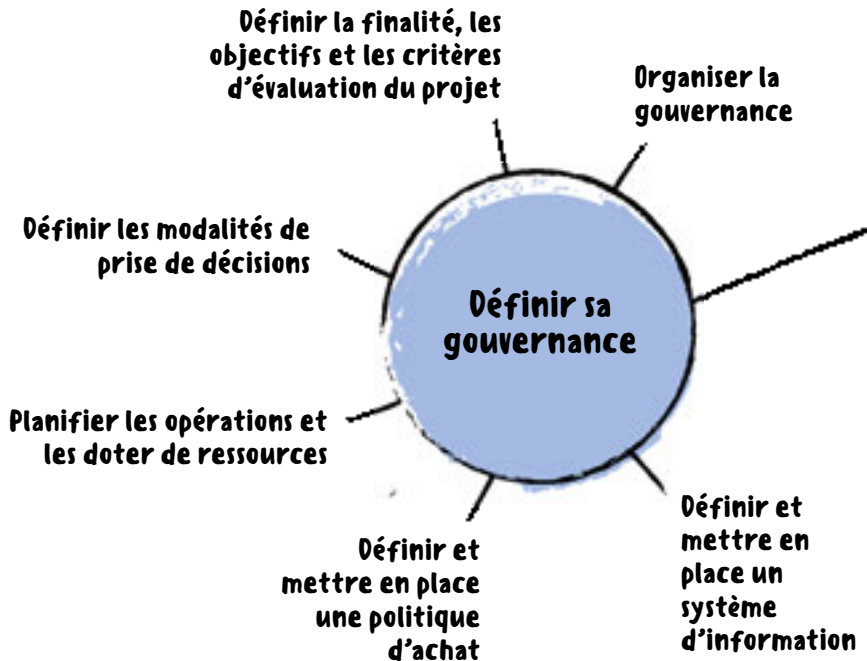 Définir la finalité, les
objectifs et les critères
d’évaluation du projet
Organiser la
gouvernance
Définir les modalités de
prise de décisions
Définir sa
gouvernance
Planifier les opérations et
les doter de ressources
Définir et
mettre en place
une politique
d’achat
Définir et
mettre en
place un
système
d’information